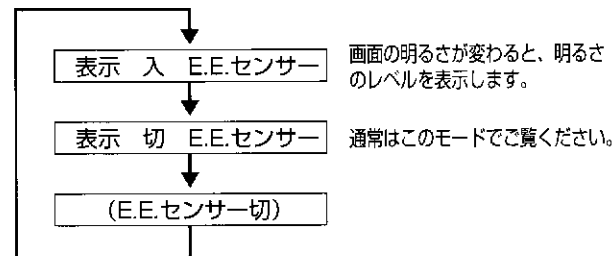 表示 入 E.E.センサー
画面の明るさが変わると、明るさ
のレベルを表示します。
表示 切 E.E.センサー
通常はこのモードでご覧ください。
(E.E.センサー切)